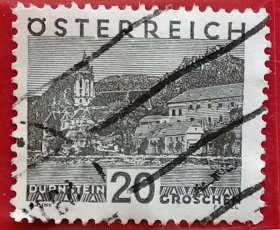 ÖSTERREICH
DÜRNSTEIN 20 GROSCHEN